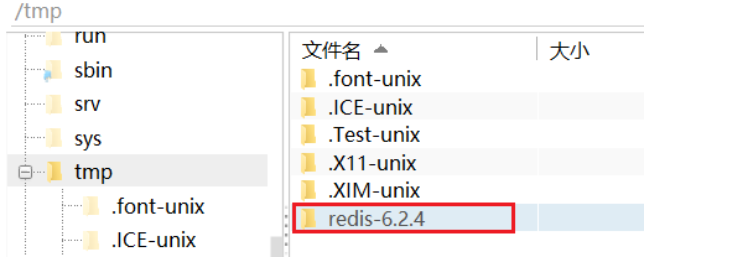 /tmp
run
sbin
srv
sys
tmp
.font-unix
.ICE-unix
文件名 大小
.font-unix
.ICE-unix
.Test-unix
.X11-unix
.XIM-unix
redis-6.2.4